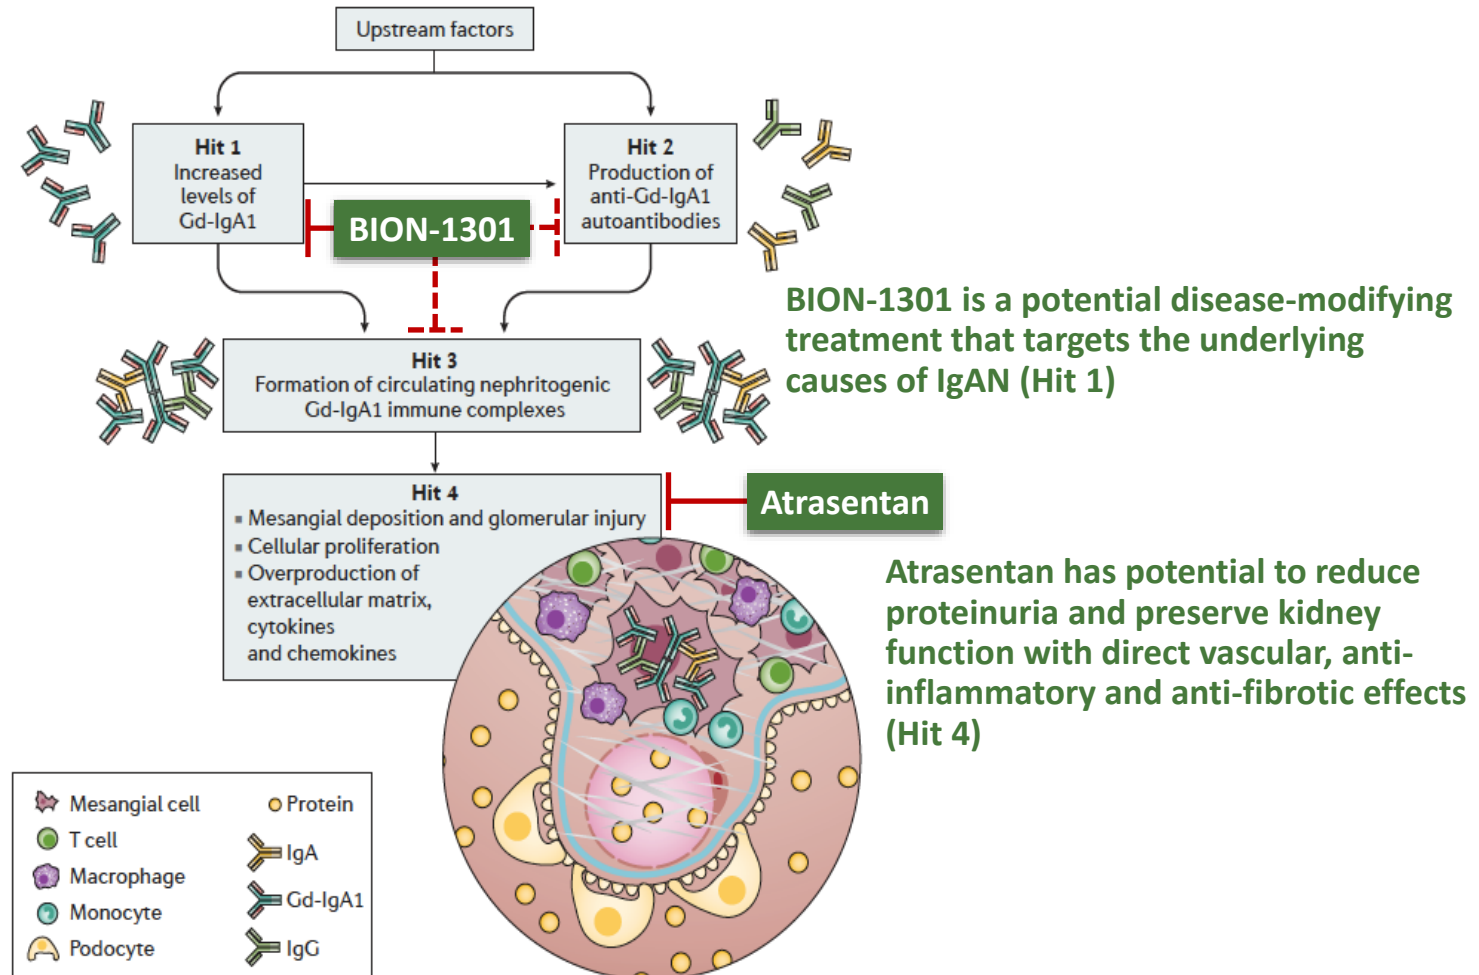 Upstream factors
Hit 1
Increased
levels of
Gd-IgA1
Hit 2
Production of
anti-Gd-IgA1
autoantibodies
BION-1301
BION-1301 is a potential disease-modifying
treatment that targets the underlying
causes of IgAN (Hit 1)
Hit 3
Formation of circulating nephritogenic
Gd-IgA1 immune complexes
Hit 4
▪ Mesangial deposition and glomerular injury
▪ Cellular proliferation
▪ Overproduction of
extracellular matrix,
cytokines
and chemokines
Atrasentan
Atrasentan has potential to reduce
proteinuria and preserve kidney
function with direct vascular, anti-
inflammatory and anti-fibrotic effects
(Hit 4)
Mesangial cell
T cell
Macrophage
Monocyte
Podocyte
Protein
IgA
Gd-IgA1
IgG